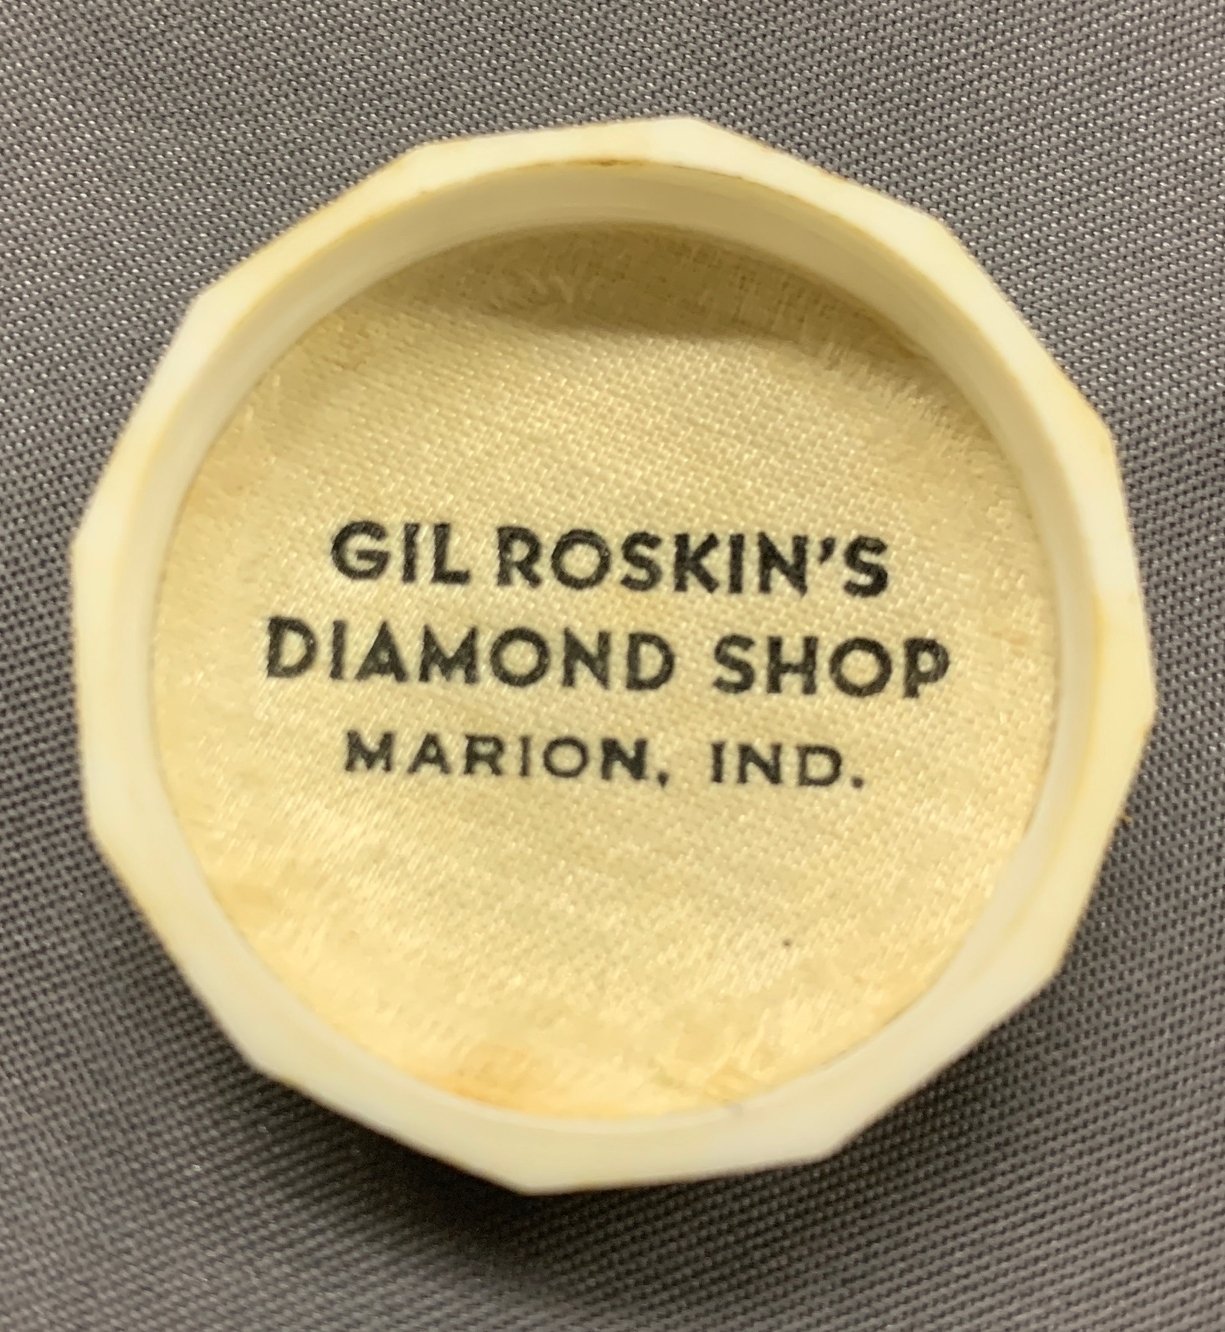 GIL ROSKIN'S
DIAMOND SHOP
MARION, IND.